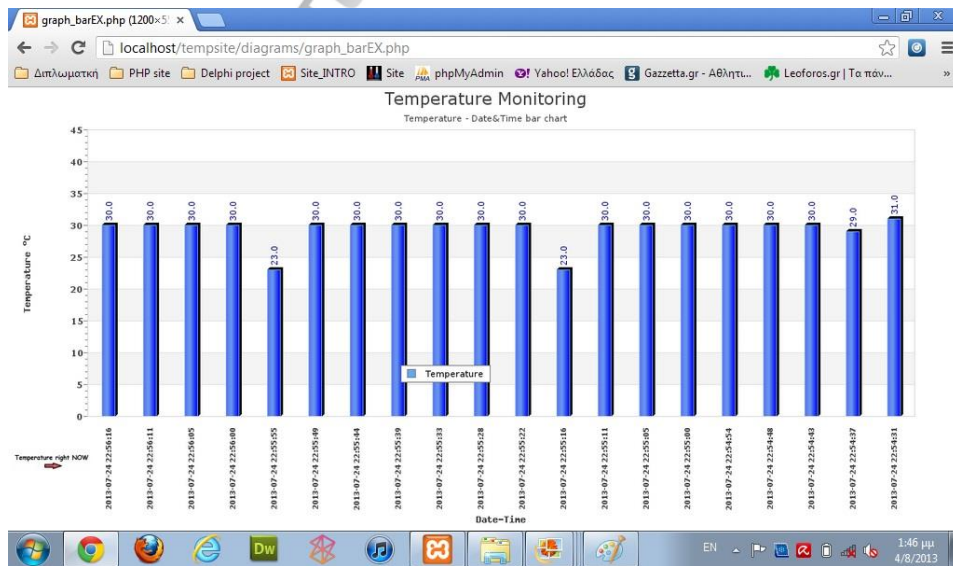 graph_barEX.php (1200×5
localhost/tempsite/diagrams/graph_barEX.php
Διπλωματική PHP site Delphi project Site_INTRO Site phpMyAdmin Yahoo! Ελλάδας Gazzetta.gr - Αθλητι... Leoforos.gr | Τα πάν... »
Temperature Monitoring
Temperature - Date&Time bar chart
Temperature °C
45
40
35
30
25
20
15
10
5
0
30.0 30.0 30.0 30.0 23.0 30.0 30.0 30.0 30.0 30.0 30.0 23.0 30.0 30.0 30.0 30.0 30.0 30.0 29.0 31.0
Temperature
Temperature right NOW
2013-07-24 22:56:16
2013-07-24 22:56:11
2013-07-24 22:56:05
2013-07-24 22:56:00
2013-07-24 22:55:55
2013-07-24 22:55:49
2013-07-24 22:55:44
2013-07-24 22:55:39
2013-07-24 22:55:33
2013-07-24 22:55:28
2013-07-24 22:55:22
2013-07-24 22:55:16
2013-07-24 22:55:11
2013-07-24 22:55:05
2013-07-24 22:55:00
2013-07-24 22:54:54
2013-07-24 22:54:48
2013-07-24 22:54:43
2013-07-24 22:54:37
2013-07-24 22:54:31
Date-Time
Dw
EN
1:46 μμ
4/8/2013